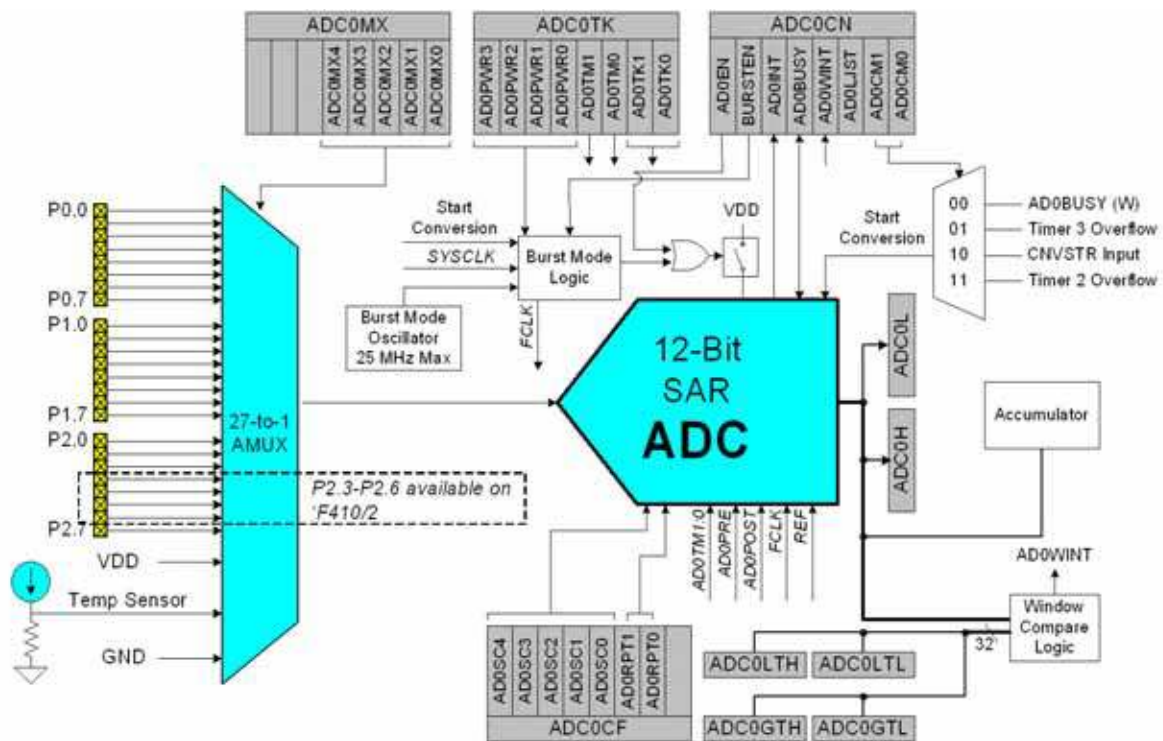 ADC0MX
ADC0TK
ADC0CN
ADC0MX4
ADC0MX3
ADC0MX2
ADC0MX1
ADC0MX0
AD0PWR3
AD0PWR2
AD0PWR1
AD0PWR0
AD0TM1
AD0TM0
AD0TK1
AD0TK0
AD0EN
BURSTEN
AD0INT
AD0BUSY
AD0WINT
AD0LIST
AD0CM1
AD0CM0
P0.0
P0.7
P1.0
P1.7
P2.0
P2.7
VDD
Temp Sensor
GND
27-to-1
AMUX
P2.3-P2.6 available on
'F410/2
Start
Conversion
SYSCLK
Burst Mode
Logic
Burst Mode
Oscillator
25 MHz Max
FCLK
VDD
Start
Conversion
00
01
10
11
AD0BUSY (W)
Timer 3 Overflow
CNVSTR Input
Timer 2 Overflow
12-Bit
SAR
ADC
ADC0L
ADC0H
Accumulator
AD0WINT
Window
Compare
Logic
32
AD0TM1:0
AD0PRE
AD0POST
FCLK
REF
AD0SC4
AD0SC3
AD0SC2
AD0SC1
AD0SC0
AD0RPT1
AD0RPT0
ADC0CF
ADC0LTH
ADC0LTL
ADC0GTH
ADC0GTL